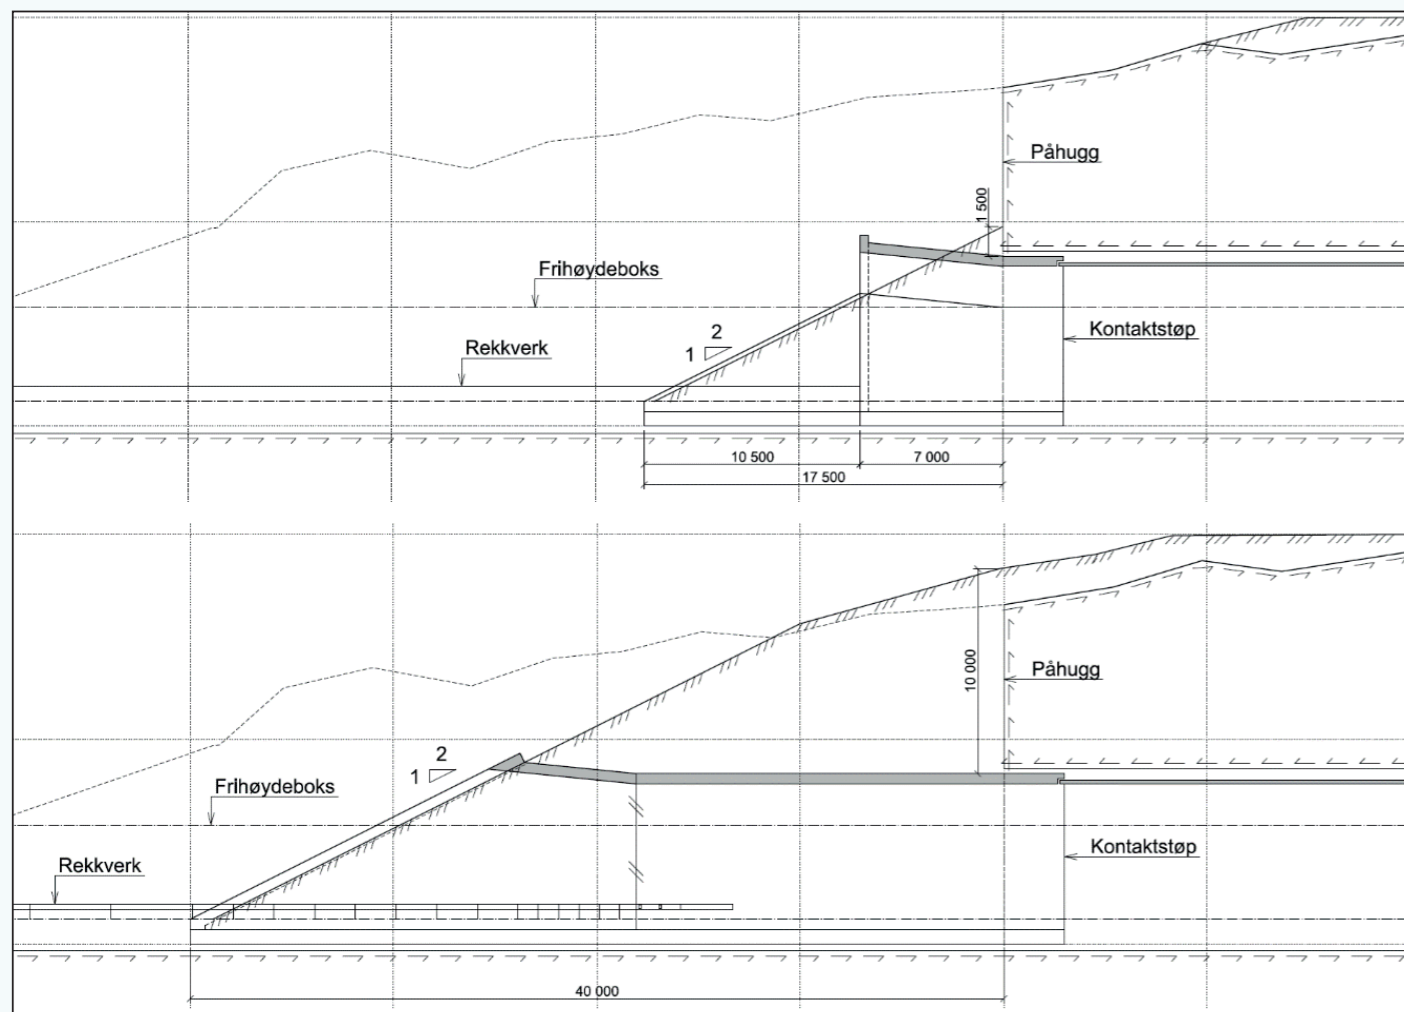 Påhugg
1 500
Frihøydeboks
2
1
Kontaktstøp
Rekkverk
10 500
7 000
17 500
10 000
Påhugg
2
1
Frihøydeboks
Kontaktstøp
Rekkverk
40 000